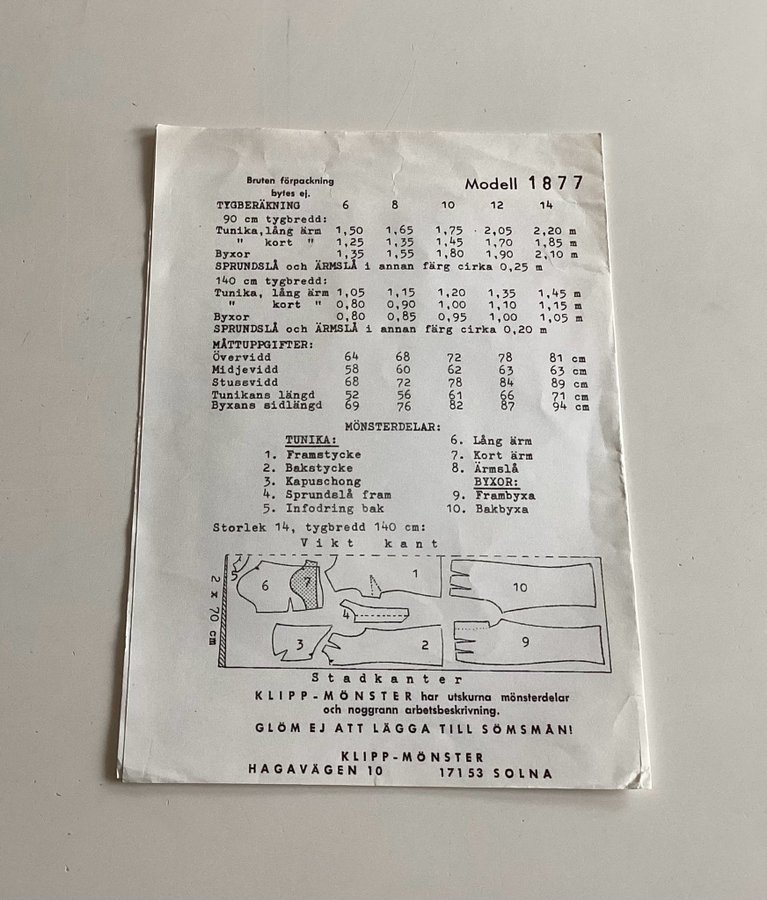 Bruten förpackning
bytes ej.
Modell 1877
TYGBERÄKNING 6 8 10 12 14
90 cm tygbredd:
Tunika,lång ärm 1,50 1,65 1,75 2,05 2,20 m
" kort " 1,25 1,35 1,45 1,70 1,85 m
Byxor 1,35 1,55 1,80 1,90 2,10 m
SPRUNDSLÅ och ÄRMSLÅ i annan färg cirka 0,25 m
140 cm tygbredd:
Tunika, lång ärm 1,05 1,15 1,20 1,35 1,45 m
" kort " 0,80 0,90 1,00 1,10 1,15 m
Byxor 0,80 0,85 0,95 1,00 1,05 m
SPRUNDSLÅ och ÄRMSLÅ i annan färg cirka 0,20 m
MÅTTUPPGIFTER:
Övervidd 64 68 72 78 81 cm
Midjevidd 58 60 62 63 63 cm
Stussvidd 68 72 78 84 89 cm
Tunikans längd 52 56 61 66 71 cm
Byxans sidlängd 69 76 82 87 94 cm
MÖNSTERDELAR:
TUNIKA:
1. Framstycke
2. Bakstycke
3. Kapuschong
4. Sprundslå fram
5. Infodring bak
6. Lång ärm
7. Kort ärm
8. Ärmslå
BYXOR:
9. Frambyxa
10. Bakbyxa
Storlek 14, tygbredd 140 cm:
Vikt kant
2 x 70 cm
5 6 7 1 10
4
3 2 9
Stadkanter
KLIPP-MÖNSTER har utskurna mönsterdelar
och noggrann arbetsbeskrivning.
GLÖM EJ ATT LÄGGA TILL SÖMSMÅN!
KLIPP-MÖNSTER
HAGAVÄGEN 10 17153 SOLNA